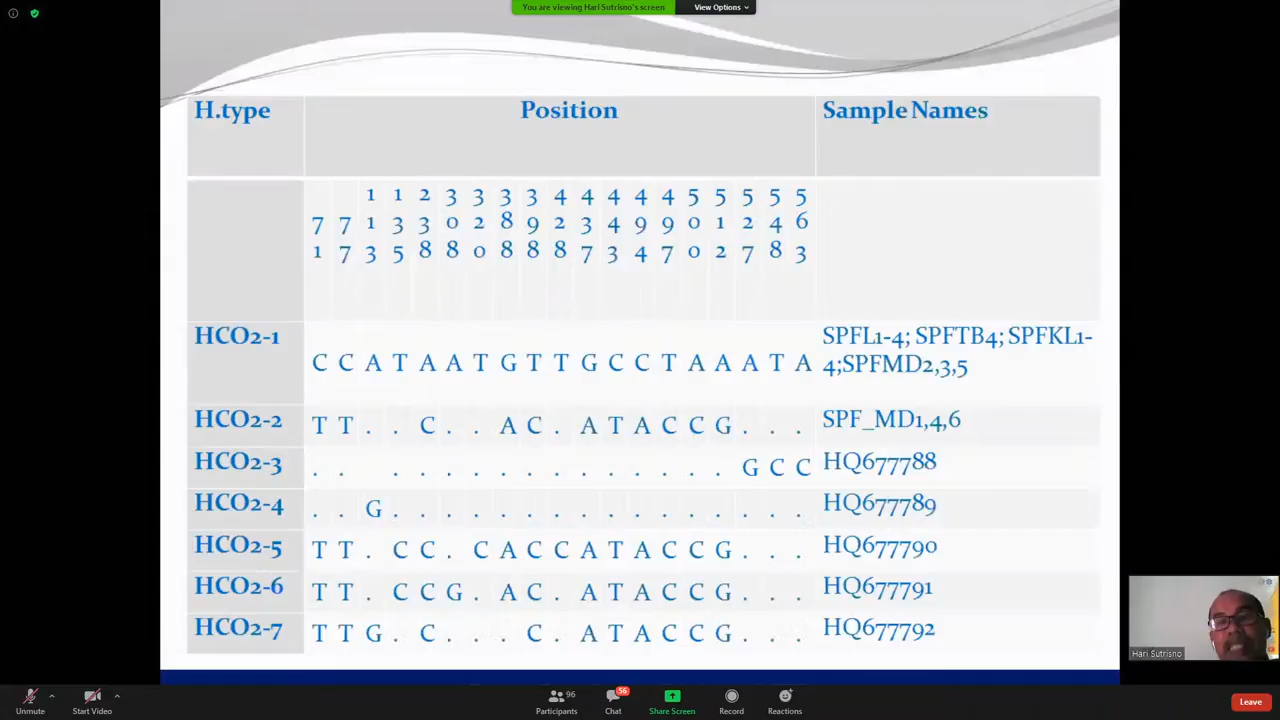 You are viewing Hari Sutrisno's screen View Options
H.type Position Sample Names
1 1 2 3 3 3 3 4 4 4 4 4 5 5 5 5 5
7 7 1 3 3 0 2 8 9 2 3 4 9 9 0 1 2 4 6
1 7 3 5 8 8 0 8 8 8 7 3 4 7 0 2 7 8 3
HCO2-1 SPFL1-4; SPFTB4; SPFKL1-
C C A T A A T G T T G C C T A A A T A 4;SPFMD2,3,5
HCO2-2 T T . . C . . A C . A T A C C G . . . SPF_MD1,4,6
HCO2-3 . . . . . . . . . . . . . . . G C C HQ677788
HCO2-4 . . G . . . . . . . . . . . . . . . . HQ677789
HCO2-5 T T . C C . C A C C A T A C C G . . . HQ677790
HCO2-6 T T . C C G . A C . A T A C C G . . . HQ677791
HCO2-7 T T G . C . . . C . A T A C C G . . . HQ677792
Hari Sutrisno
Unmute Start Video Participants 96 Chat 56 Share Screen Record Reactions Leave